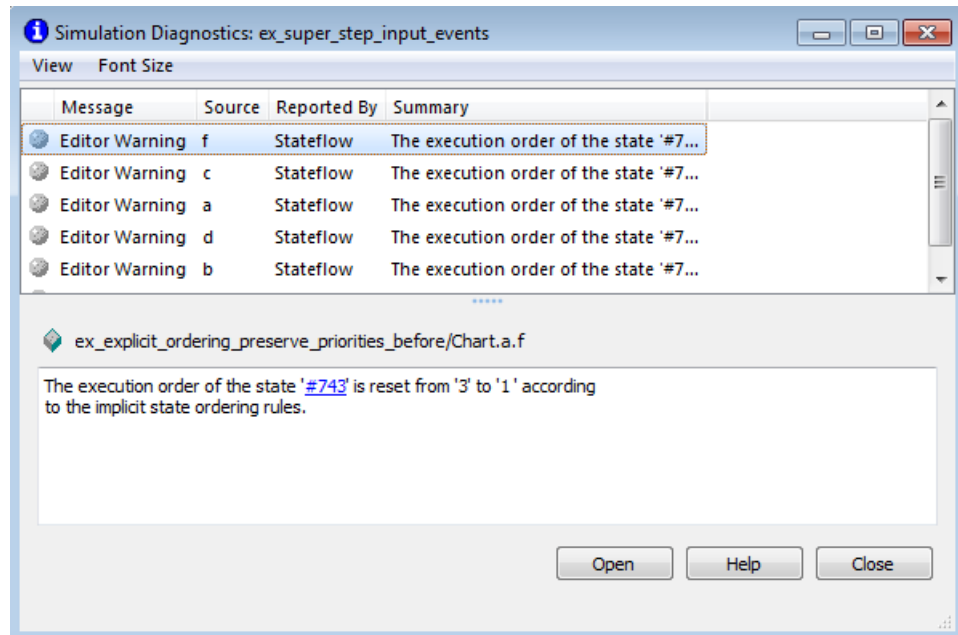 Simulation Diagnostics: ex_super_step_input_events
View Font Size
Message Source Reported By Summary
Editor Warning f Stateflow The execution order of the state '#7...
Editor Warning c Stateflow The execution order of the state '#7...
Editor Warning a Stateflow The execution order of the state '#7...
Editor Warning d Stateflow The execution order of the state '#7...
Editor Warning b Stateflow The execution order of the state '#7...
ex_explicit_ordering_preserve_priorities_before/Chart.a.f
The execution order of the state '#743' is reset from '3' to '1 ' according
to the implicit state ordering rules.
Open Help Close